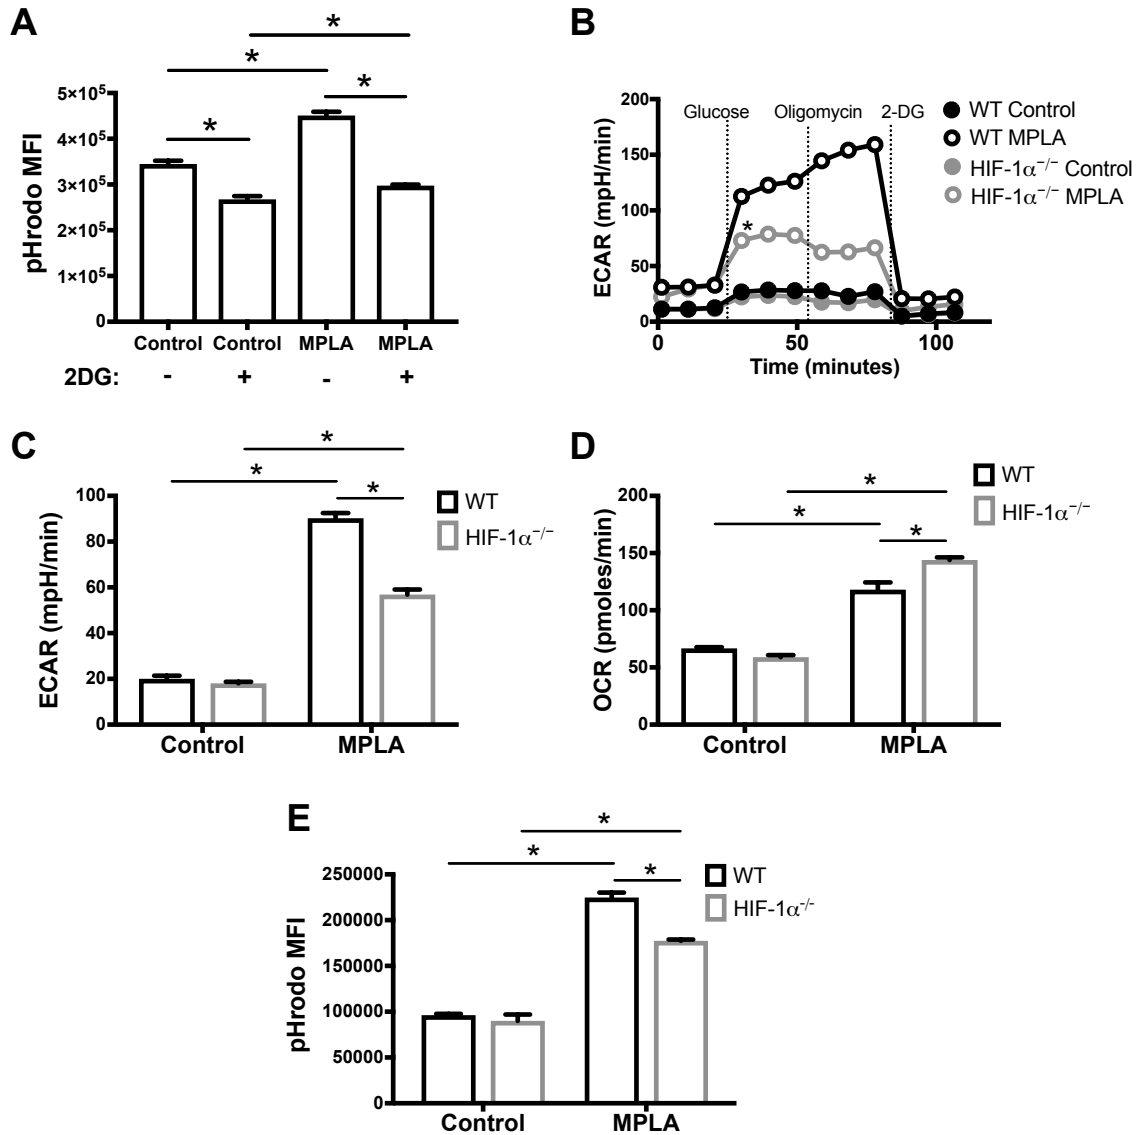 A
* 
*
* *
5×10⁵
4×10⁵
3×10⁵
2×10⁵
1×10⁵
0
pHrodo MFI
Control Control MPLA MPLA
2DG: - + - +
B
200
150
100
50
0
ECAR (mpH/min)
Glucose Oligomycin 2-DG
*
0 50 100
Time (minutes)
WT Control
WT MPLA
HIF-1α⁻/⁻ Control
HIF-1α⁻/⁻ MPLA
C
*
*
*
100
80
60
40
20
0
ECAR (mpH/min)
Control MPLA
WT
HIF-1α⁻/⁻
D
*
*
*
200
150
100
50
0
OCR (pmoles/min)
Control MPLA
WT
HIF-1α⁻/⁻
E
*
*
*
250000
200000
150000
100000
50000
0
pHrodo MFI
Control MPLA
WT
HIF-1α⁻/⁻